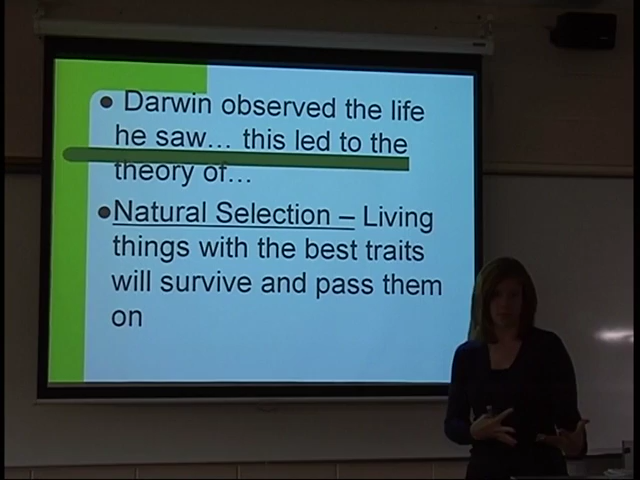 ● Darwin observed the life
he saw... this led to the
theory of...
●Natural Selection – Living
things with the best traits
will survive and pass them
on